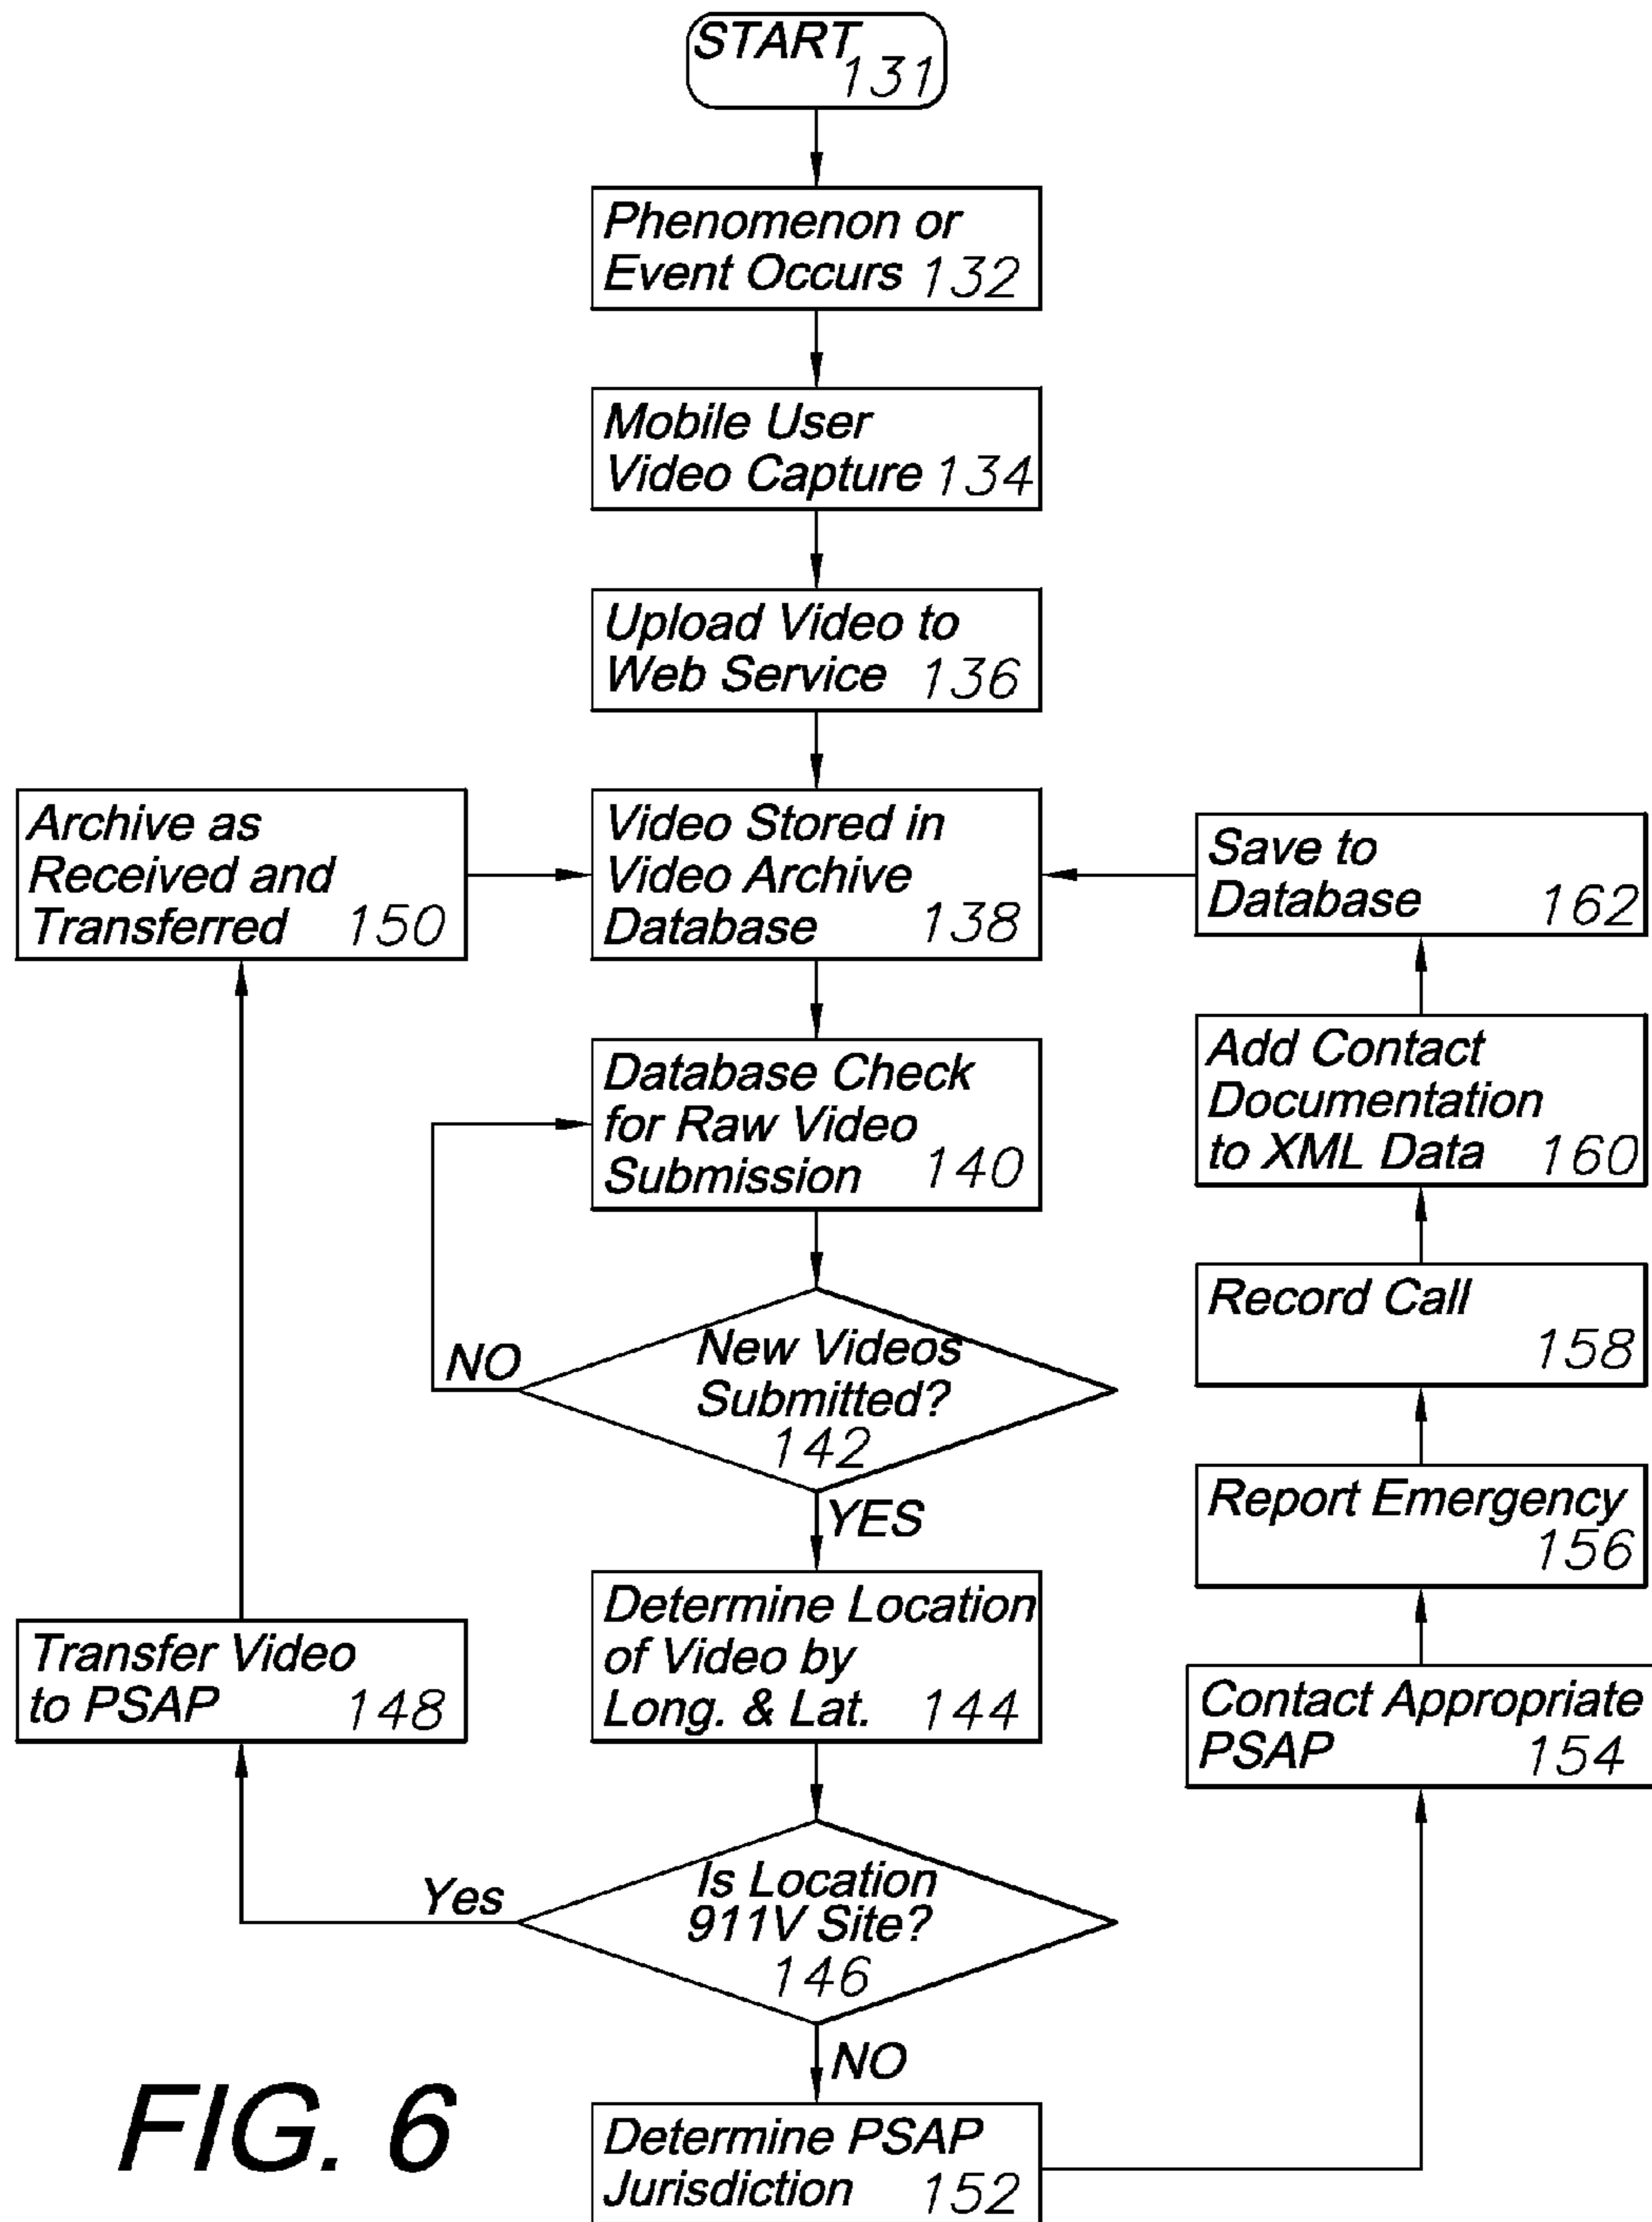 START
131
Phenomenon or
Event Occurs 132
Mobile User
Video Capture 134
Upload Video to
Web Service 136
Archive as
Received and
Transferred 150
Video Stored in
Video Archive
Database 138
Save to
Database 162
Database Check
for Raw Video
Submission 140
Add Contact
Documentation
to XML Data 160
Record Call
158
New Videos
Submitted?
142
NO
YES
Report Emergency
156
Determine Location
of Video by
Long. & Lat. 144
Transfer Video
to PSAP 148
Contact Appropriate
PSAP 154
Is Location
911V Site?
146
Yes
NO
Determine PSAP
Jurisdiction 152
FIG. 6